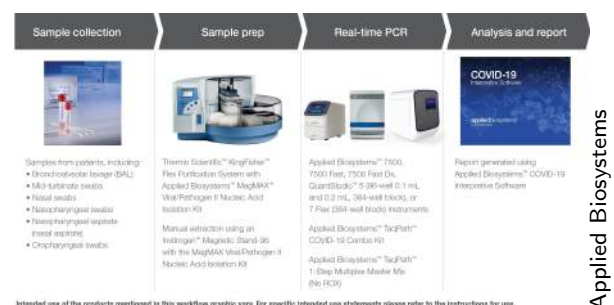 Sample collection
Sample prep
Real-time PCR
Analysis and report
COVID-19
Interpretive Software
appliedbiosystems
Samples from patients, including:
• Bronchoalveolar lavage (BAL)
• Mid-turbinate swabs
• Nasal swabs
• Nasopharyngeal swabs
• Nasopharyngeal aspirate
(nasal aspirate)
• Oropharyngeal swabs
Thermo Scientific™ KingFisher™
Flex Purification System with
Applied Biosystems™ MagMAX™
Viral/Pathogen II Nucleic Acid
Isolation Kit
Manual extraction using an
Invitrogen™ Magnetic Stand-96
with the MagMAX Viral/Pathogen II
Nucleic Acid Isolation Kit
Applied Biosystems™ 7500,
7500 Fast, 7500 Fast Dx,
QuantStudio™ 5 (96-well 0.1 mL
and 0.2 mL, 384-well block), or
7 Flex (384-well block) Instruments
Applied Biosystems™ TaqPath™
COVID-19 Combo Kit
Applied Biosystems™ TaqPath™
1-Step Multiplex Master Mix
(No ROX)
Report generated using
Applied Biosystems™ COVID-19
Interpretive Software
Intended use of the products mentioned in this workflow graphic vary. For specific intended use statements please refer to the instructions for use.
Applied Biosystems